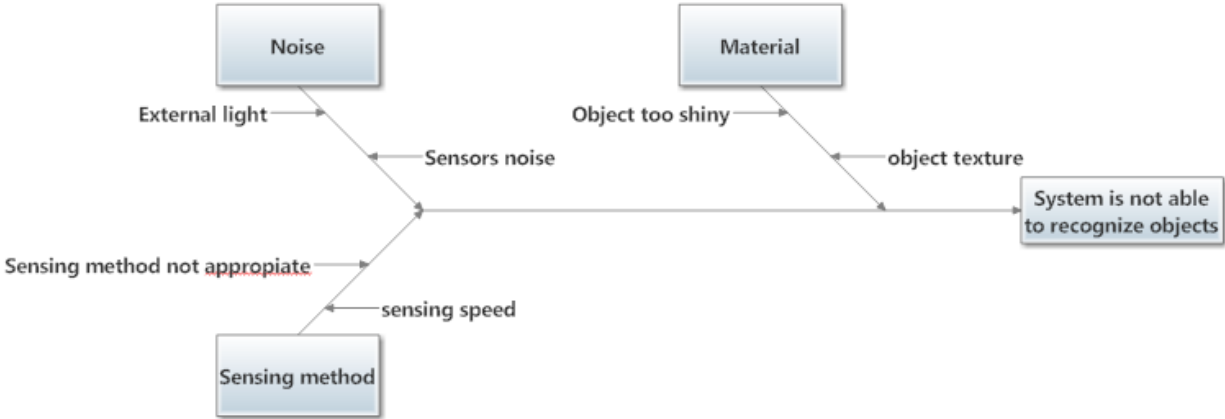 Noise
Material
External light
Object too shiny
Sensors noise
object texture
System is not able
to recognize objects
Sensing method not appropiate
sensing speed
Sensing method